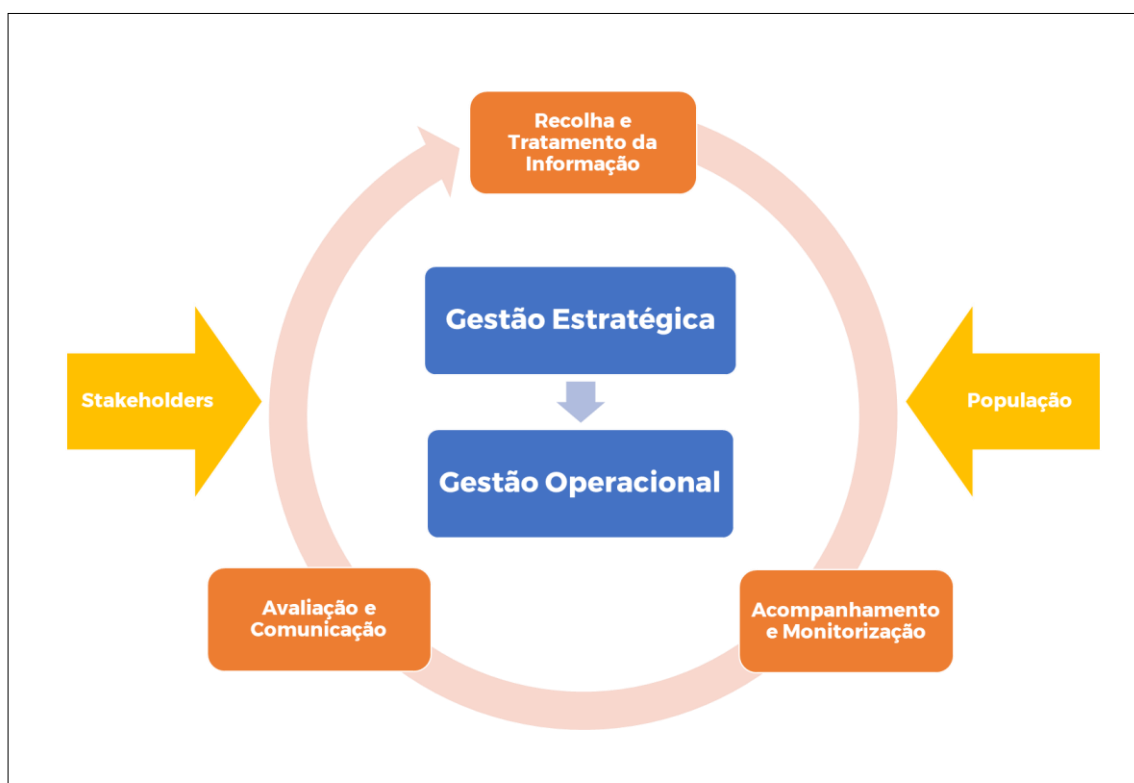 Recolha e
Tratamento da
Informação
Gestão Estratégica
Stakeholders
População
Gestão Operacional
Avaliação e
Comunicação
Acompanhamento
e Monitorização